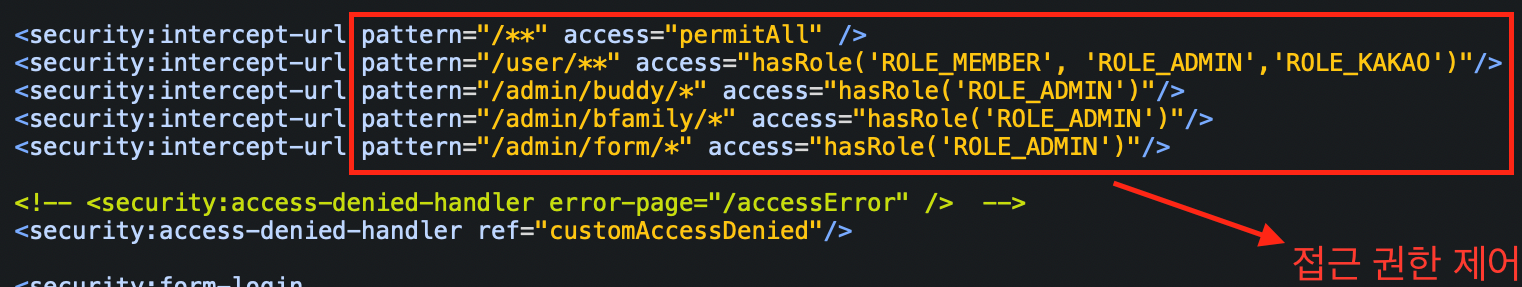 <security:intercept-url pattern="/**" access="permitAll" />
<security:intercept-url pattern="/user/**" access="hasRole('ROLE_MEMBER', 'ROLE_ADMIN','ROLE_KAKAO')"/>
<security:intercept-url pattern="/admin/buddy/*" access="hasRole('ROLE_ADMIN')"/>
<security:intercept-url pattern="/admin/bfamily/*" access="hasRole('ROLE_ADMIN')"/>
<security:intercept-url pattern="/admin/form/*" access="hasRole('ROLE_ADMIN')"/>
<!-- <security:access-denied-handler error-page="/accessError" />  -->
<security:access-denied-handler ref="customAccessDenied"/>
접근 권한 제어
<security:form-login